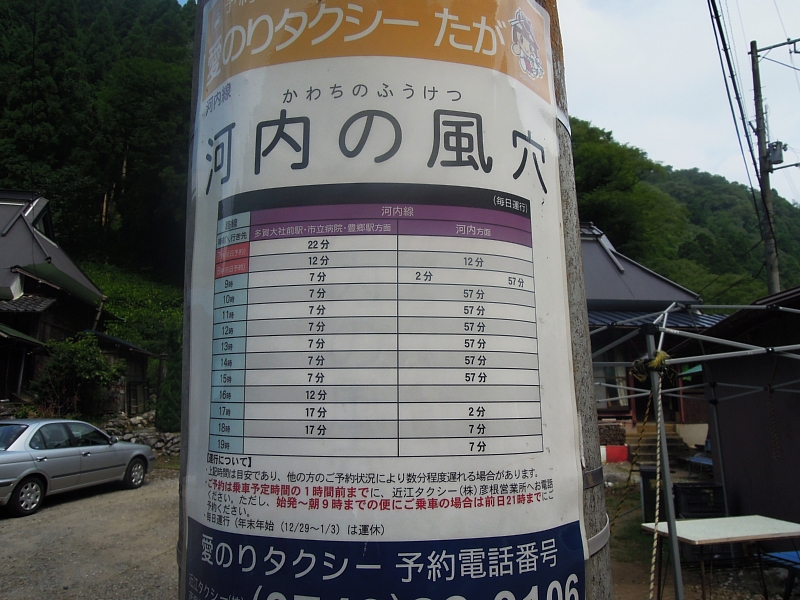 愛のりタクシー たが
河内線
かわちのふうけつ
河内の風穴
(毎日運行)
路線 河内線
行き先 多賀大社前駅・市立病院・豊郷駅方面 河内方面
22分
12分 12分
9時 7分 2分 57分
10時 7分 57分
11時 7分 57分
12時 7分 57分
13時 7分 57分
14時 7分 57分
15時 7分 57分
16時 12分
17時 17分 2分
18時 17分 7分
19時 7分
【運行について】
・上記時間は目安であり、他の方のご予約状況により数分程度遅れる場合があります。
・ご予約は乗車予定時間の1時間前までに、近江タクシー(株)彦根営業所へお電話
ください。ただし、始発〜朝9時までの便にご乗車の場合は前日21時までにご
予約ください。
・毎日運行（年末年始（12/29〜1/3）は運休）
愛のりタクシー 予約電話番号
近江タクシー(株)